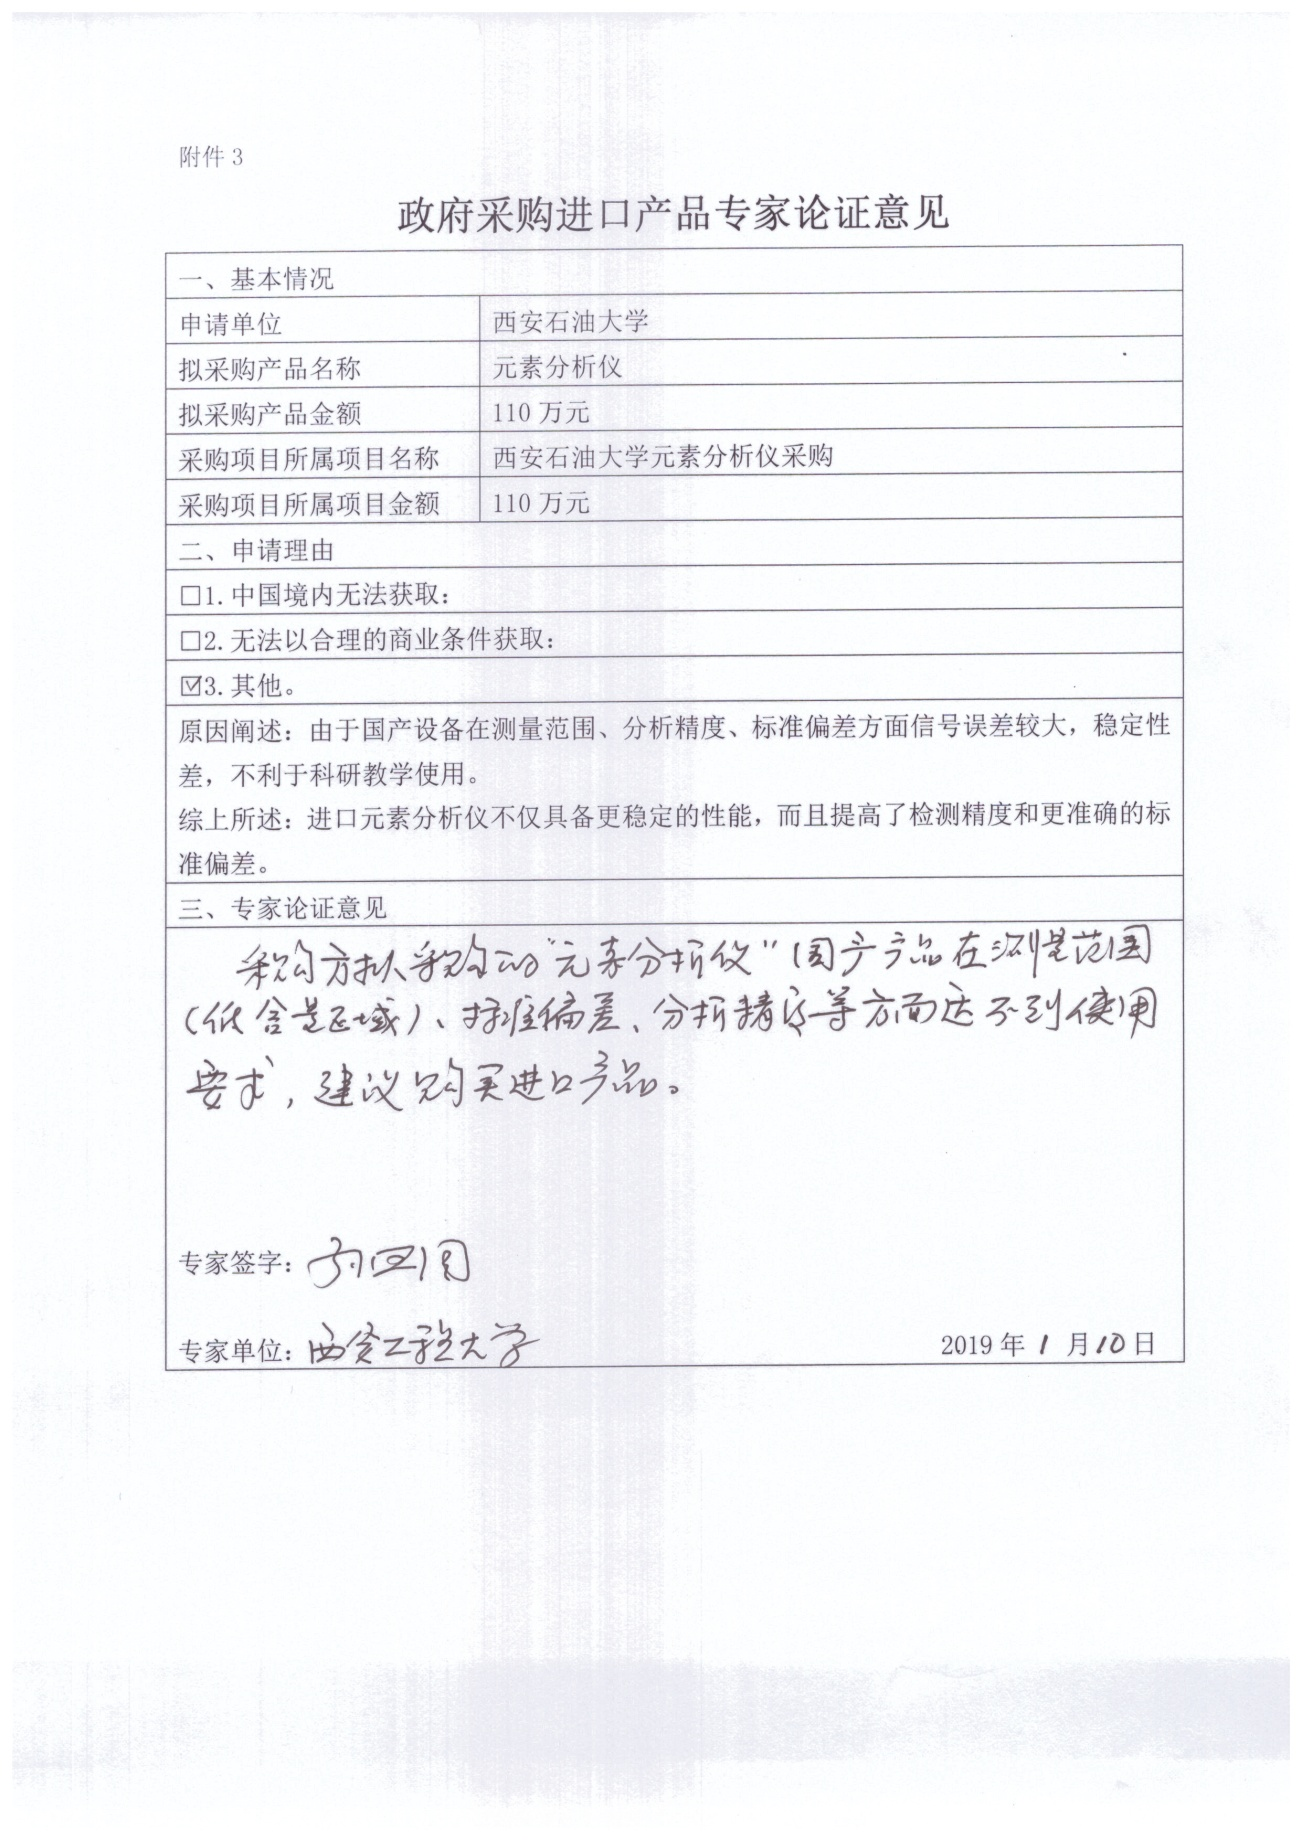 附件 3
政府采购进口产品专家论证意见
一、基本情况
申请单位 西安石油大学
拟采购产品名称 元素分析仪
拟采购产品金额 110 万元
采购项目所属项目名称 西安石油大学元素分析仪采购
采购项目所属项目金额 110 万元
二、申请理由
□1.中国境内无法获取：
□2.无法以合理的商业条件获取：
☑3.其他。
原因阐述：由于国产设备在测量范围、分析精度、标准偏差方面信号误差较大，稳定性
差，不利于科研教学使用。
综上所述：进口元素分析仪不仅具备更稳定的性能，而且提高了检测精度和更准确的标
准偏差。
三、专家论证意见
采购方拟采购的“元素分析仪”国产产品在测量范围
（低含量区域）、标准偏差、分析精度等方面达不到使用
要求，建议购买进口产品。
专家签字：
专家单位：西安工程大学 2019 年 1 月 10 日